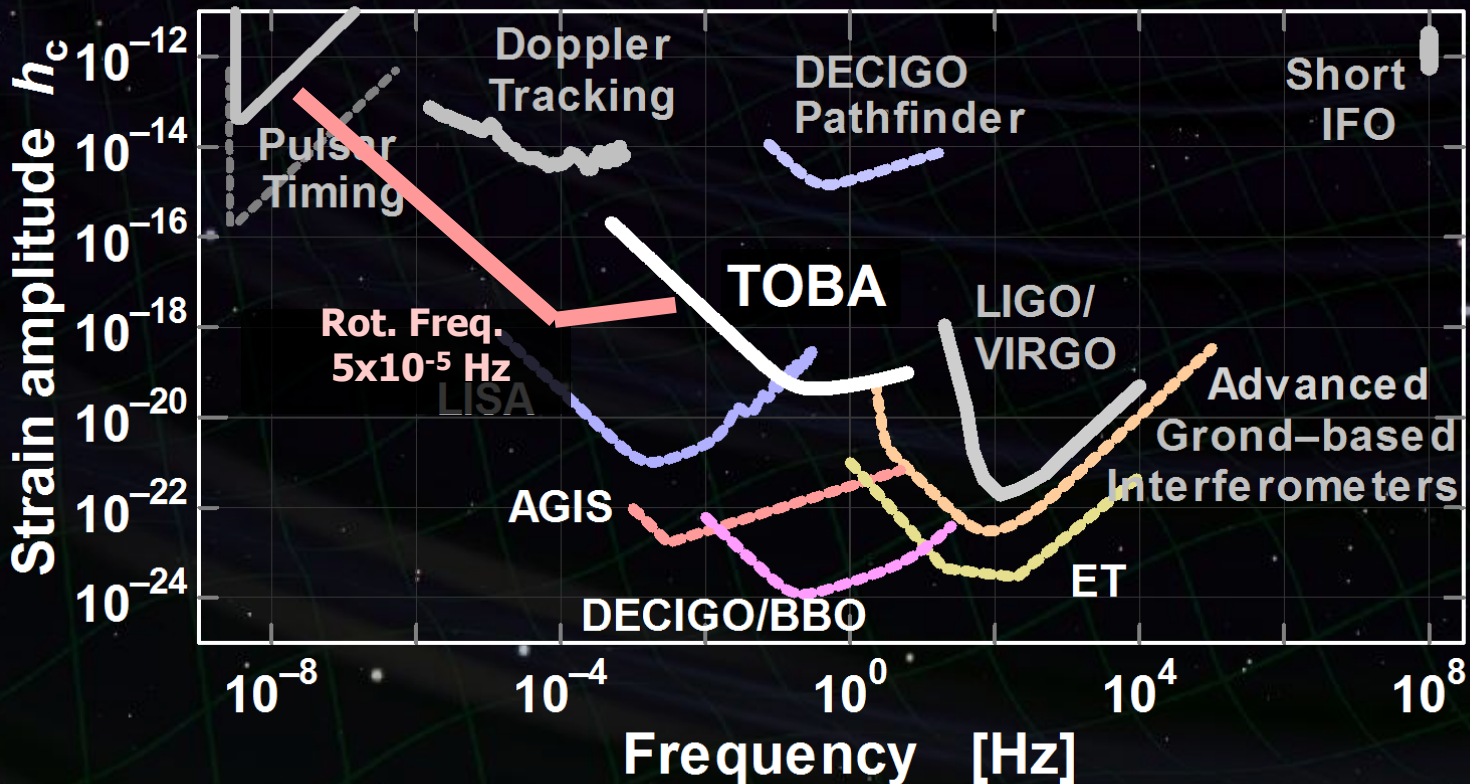 Strain amplitude hc
10⁻¹²
10⁻¹⁴
10⁻¹⁶
10⁻¹⁸
10⁻²⁰
10⁻²²
10⁻²⁴
Doppler
Tracking
DECIGO
Pathfinder
Short
IFO
Pulsar
Timing
TOBA
LIGO/
VIRGO
Rot. Freq.
5x10⁻⁵ Hz
LISA
Advanced
Grond–based
Interferometers
AGIS
ET
DECIGO/BBO
10⁻⁸
10⁻⁴
10⁰
10⁴
10⁸
Frequency [Hz]